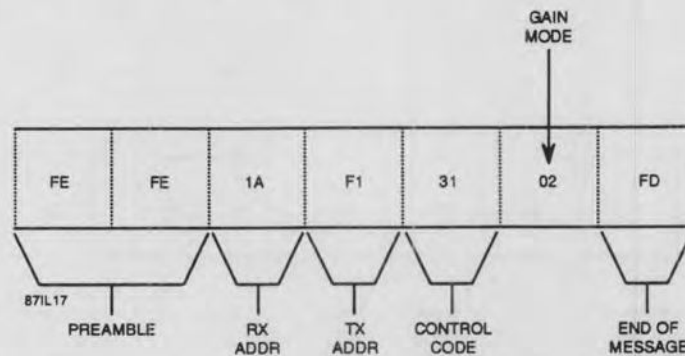 GAIN
MODE
FE FE 1A F1 31 02 FD
871L17
PREAMBLE
RX
ADDR
TX
ADDR
CONTROL
CODE
END OF
MESSAGE